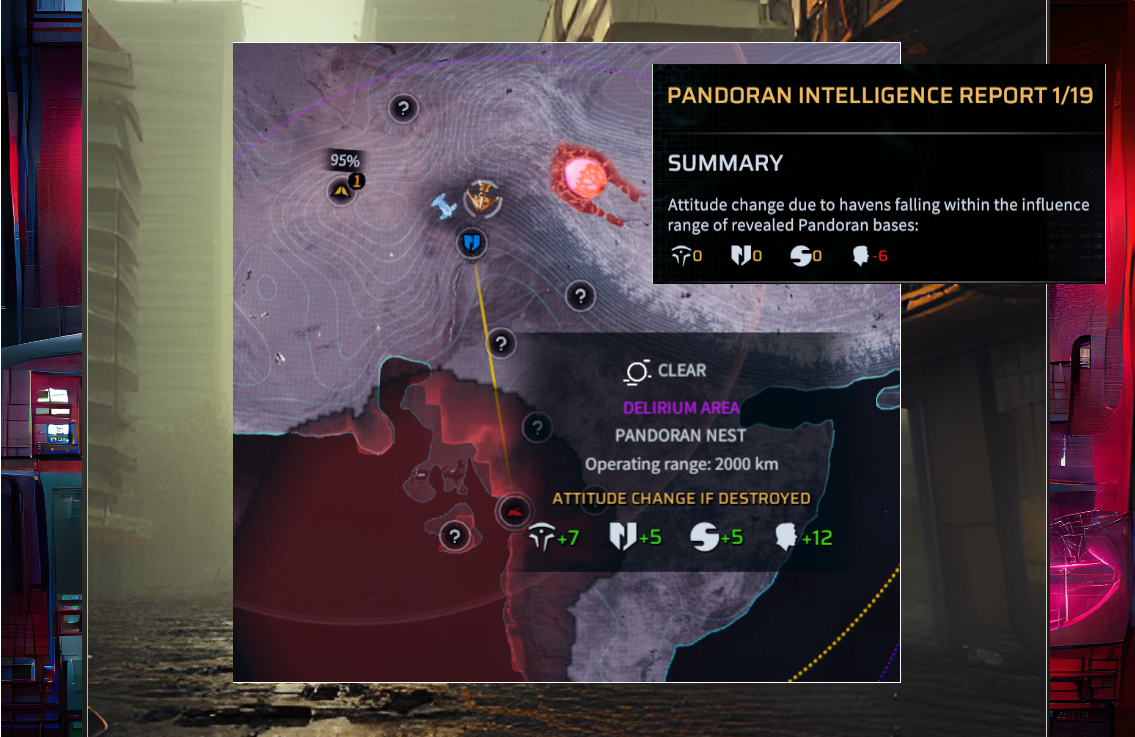 ?
95%
1
?
?
?
?
PANDORAN INTELLIGENCE REPORT 1/19
SUMMARY
Attitude change due to havens falling within the influence
range of revealed Pandoran bases:
0 0 0 -6
CLEAR
DELIRIUM AREA
PANDORAN NEST
Operating range: 2000 km
ATTITUDE CHANGE IF DESTROYED
+7 +5 +5 +12